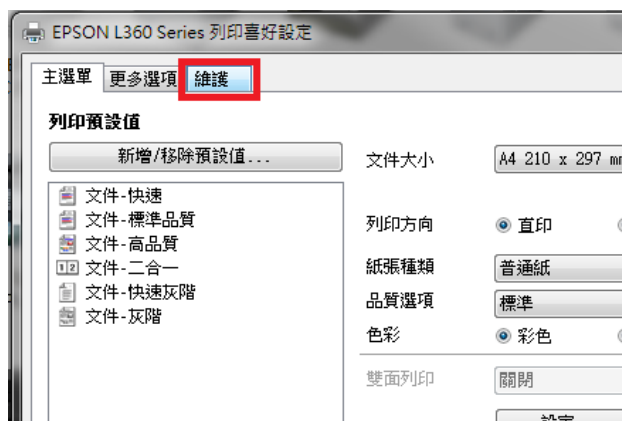 EPSON L360 Series 列印喜好設定
主選單 更多選項 維護
列印預設值
新增/移除預設值...
文件-快速
文件-標準品質
文件-高品質
文件-二合一
文件-快速灰階
文件-灰階
文件大小 A4 210 x 297 mm
列印方向 直印
紙張種類 普通紙
品質選項 標準
色彩 彩色
雙面列印 關閉